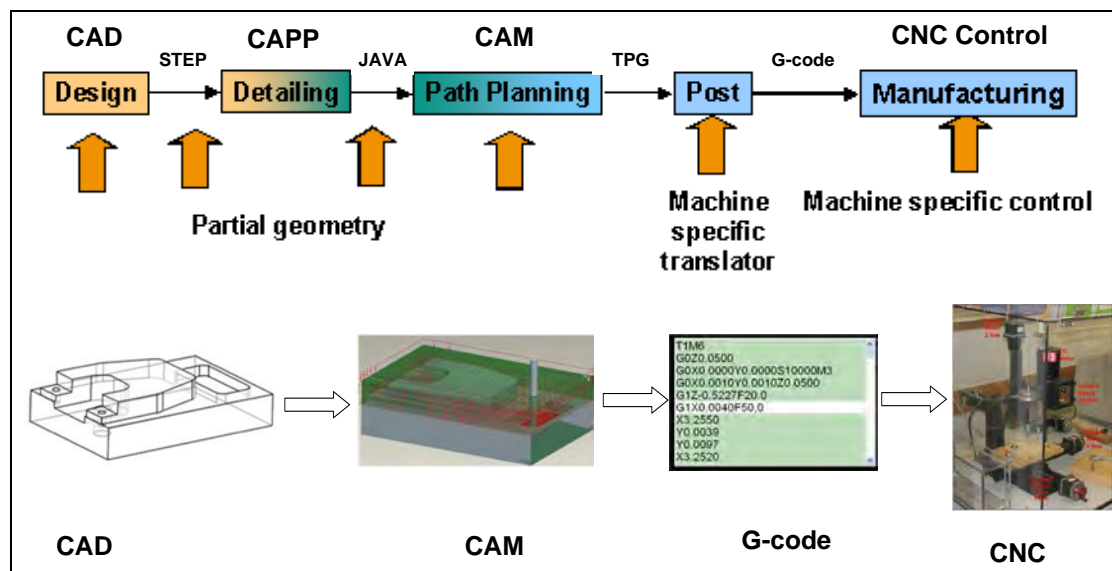 CAD
CAPP
CAM
CNC Control
STEP
JAVA
TPG
G-code
Design
Detailing
Path Planning
Post
Manufacturing
Partial geometry
Machine
specific
translator
Machine specific control
T1M6
G0Z0.0500
G0X0.0000Y0.0000S10000M3
G0X0.0010Y0.0010Z0.0500
G1Z-0.5227F20.0
G1X0.0040F50.0
X3.2550
Y0.0039
Y0.0097
X3.2520
CAD
CAM
G-code
CNC